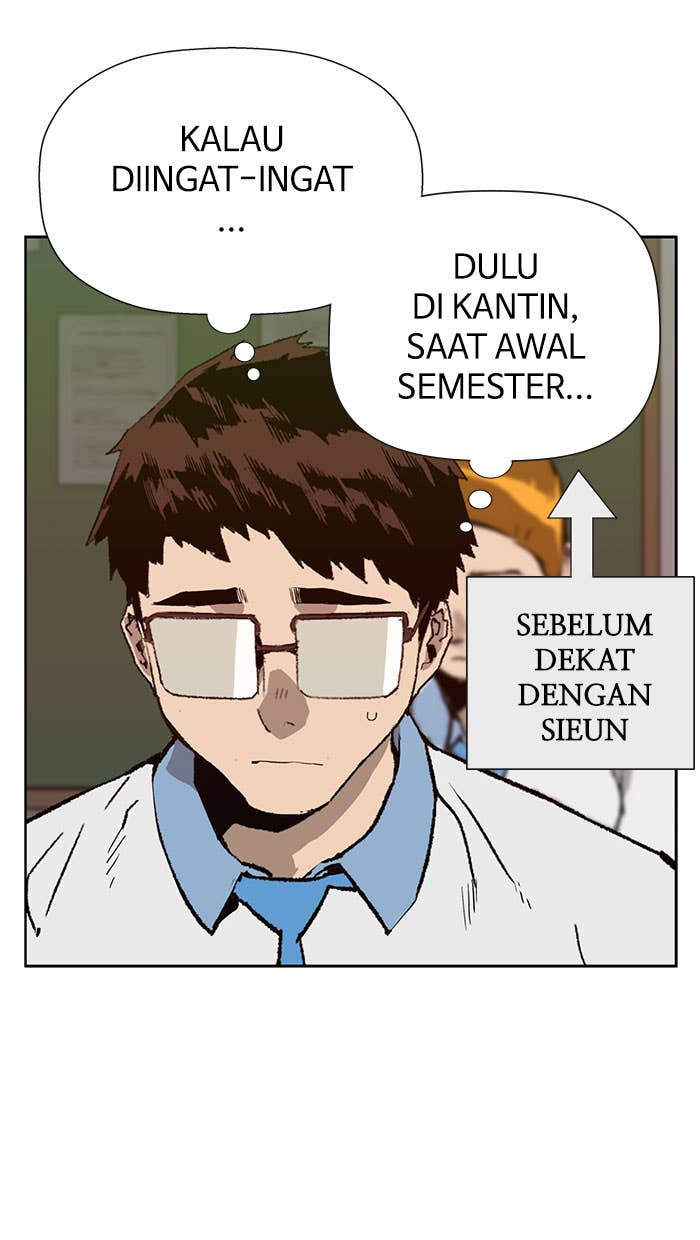 KALAU
DIINGAT-INGAT
...
DULU
DI KANTIN,
SAAT AWAL
SEMESTER...
SEBELUM
DEKAT
DENGAN
SIEUN